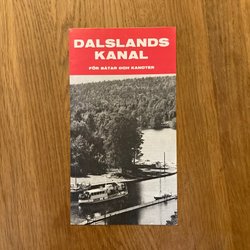 DALSLANDS
KANAL
FÖR BÅTAR OCH KANOTER